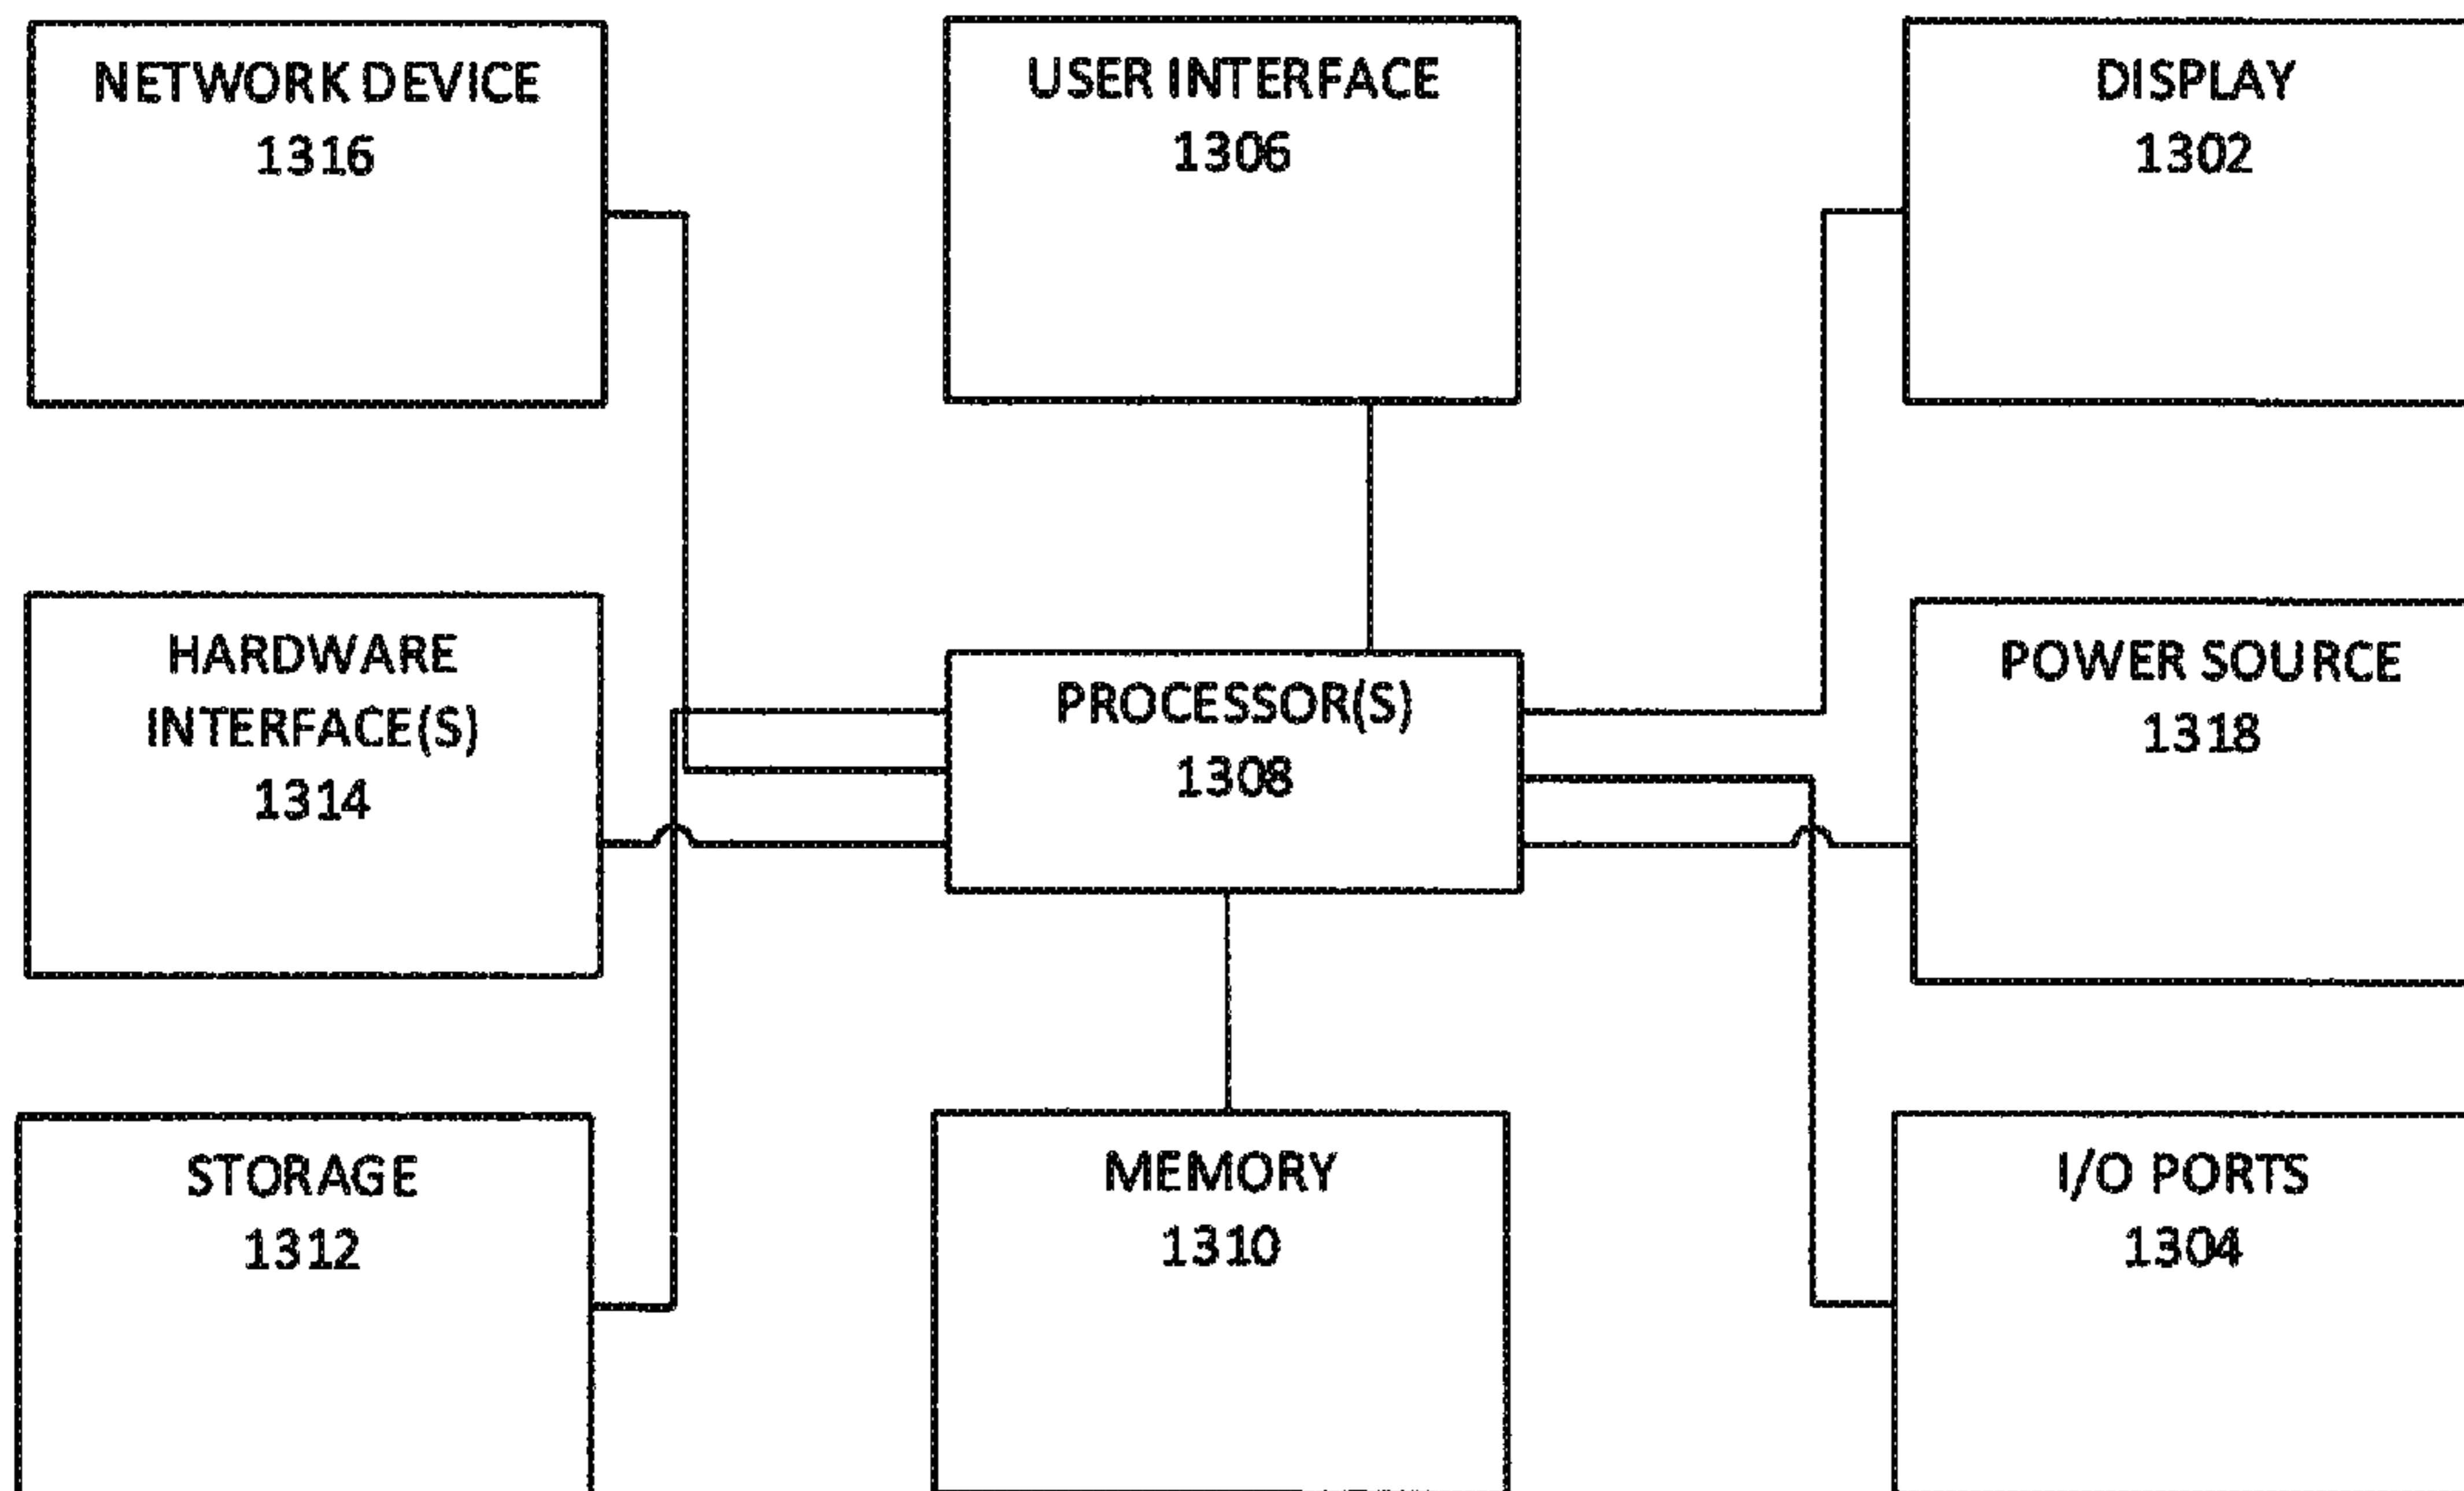 NETWORK DEVICE
1316
USER INTERFACE
1306
DISPLAY
1302
HARDWARE
INTERFACE(S)
1314
PROCESSOR(S)
1308
POWER SOURCE
1318
STORAGE
1312
MEMORY
1310
I/O PORTS
1304